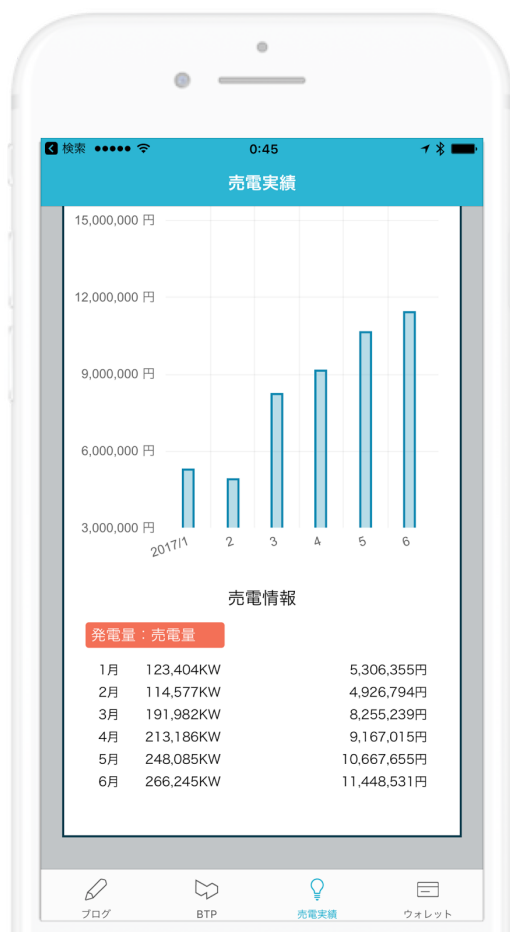 検索 0:45
売電実績
15,000,000 円
12,000,000 円
9,000,000 円
6,000,000 円
3,000,000 円
2017/1 2 3 4 5 6
売電情報
発電量：売電量
1月 123,404KW 5,306,355円
2月 114,577KW 4,926,794円
3月 191,982KW 8,255,239円
4月 213,186KW 9,167,015円
5月 248,085KW 10,667,655円
6月 266,245KW 11,448,531円
ブログ BTP 売電実績 ウォレット